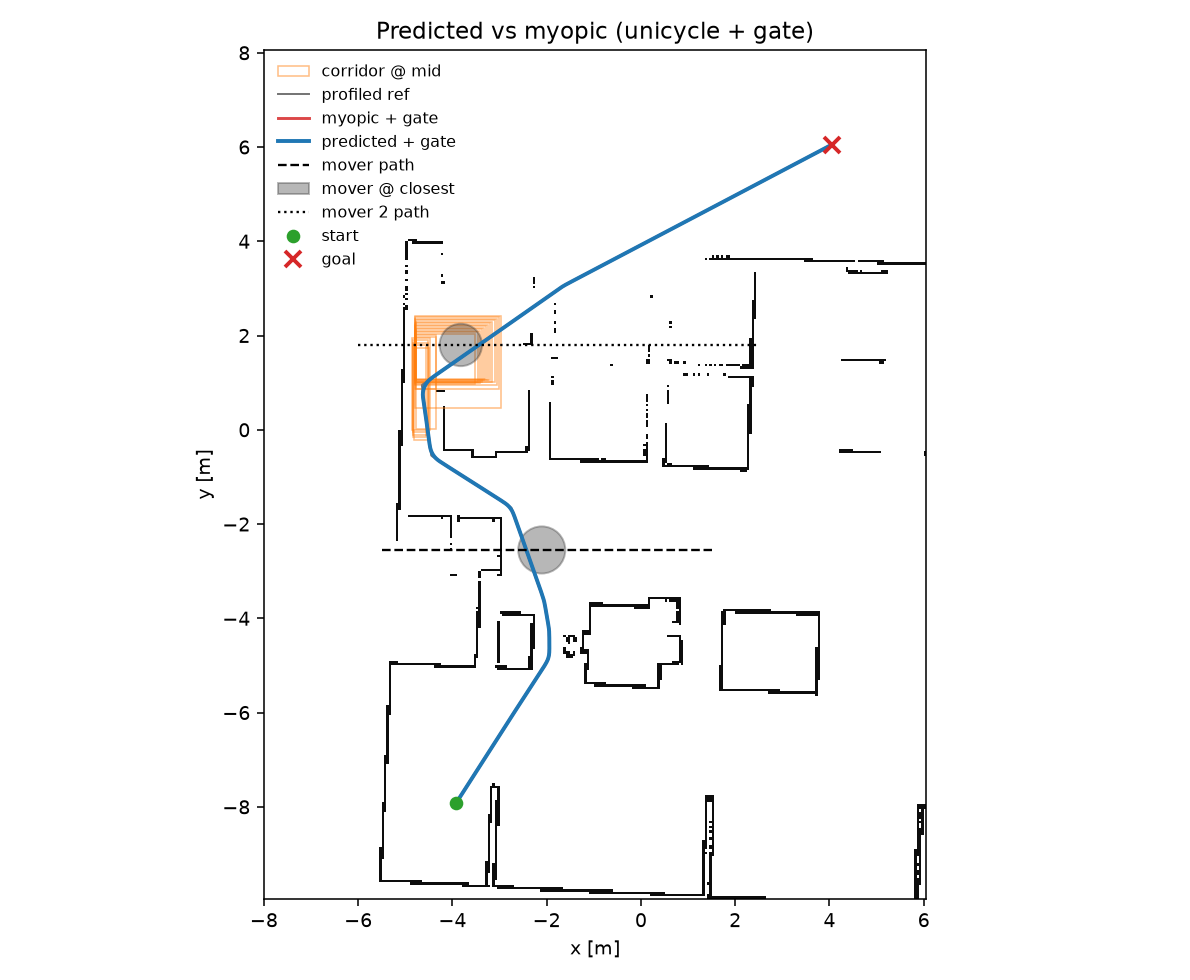 Predicted vs myopic (unicycle + gate)
corridor @ mid
profiled ref
myopic + gate
predicted + gate
mover path
mover @ closest
mover 2 path
start
goal
8
6
4
2
0
−2
−4
−6
−8
y [m]
−8
−6
−4
−2
0
2
4
6
x [m]